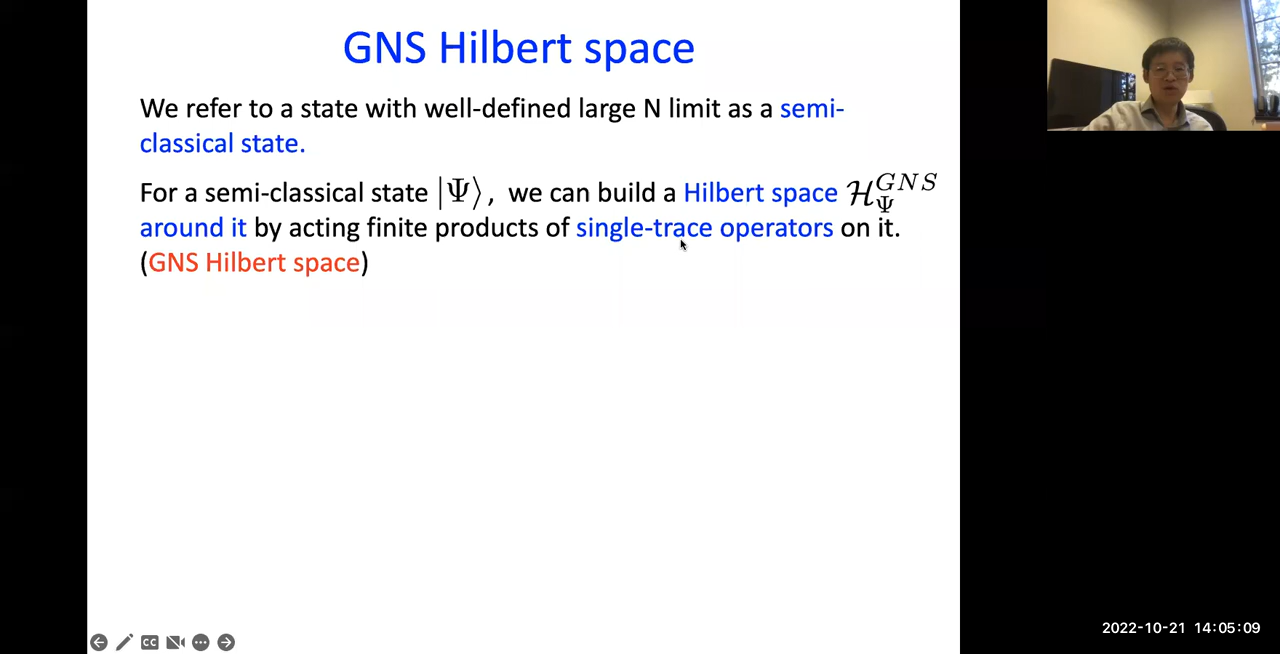 GNS Hilbert space
We refer to a state with well-defined large N limit as a semi-
classical state.
For a semi-classical state |Ψ⟩, we can build a Hilbert space ℋ_Ψ^{GNS}
around it by acting finite products of single-trace operators on it.
(GNS Hilbert space)
CC
2022-10-21 14:05:09